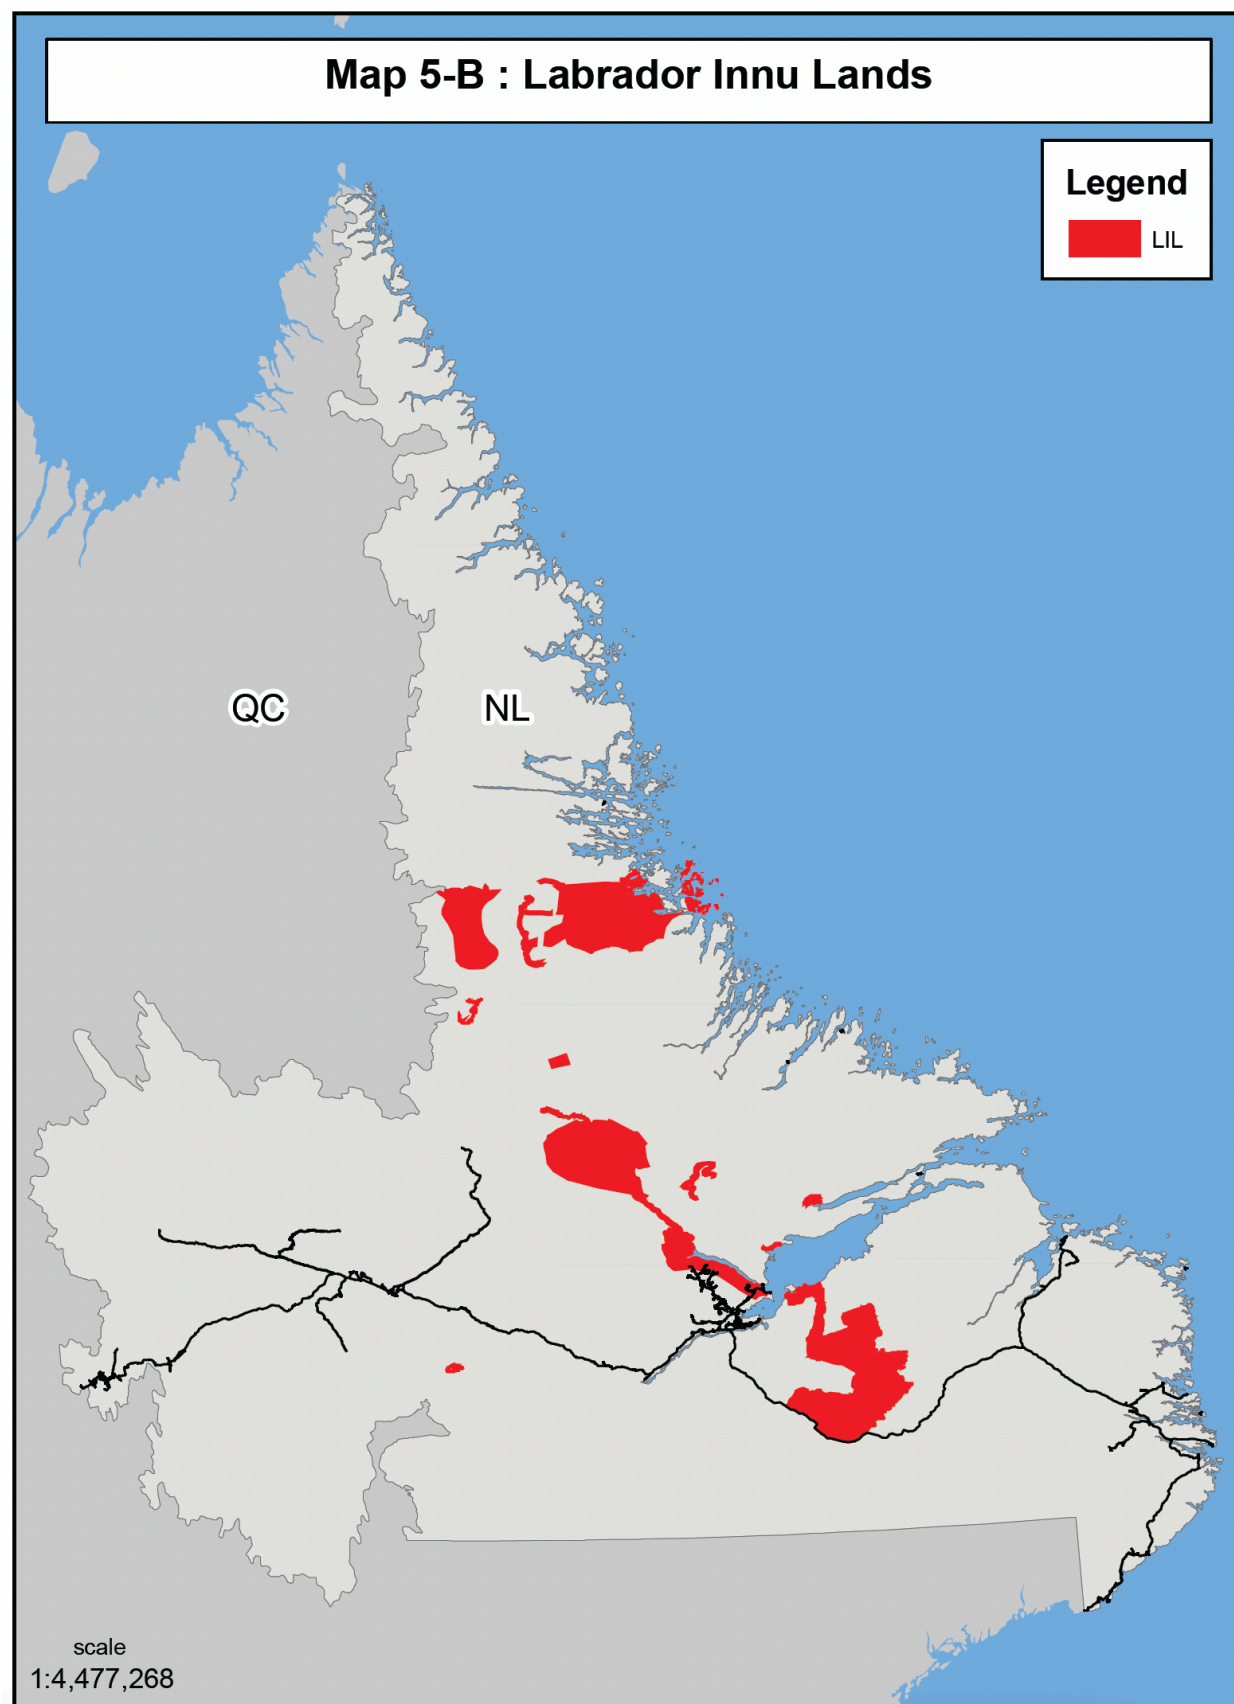 Map 5-B : Labrador Innu Lands
Legend
LIL
QC
NL
scale
1:4,477,268